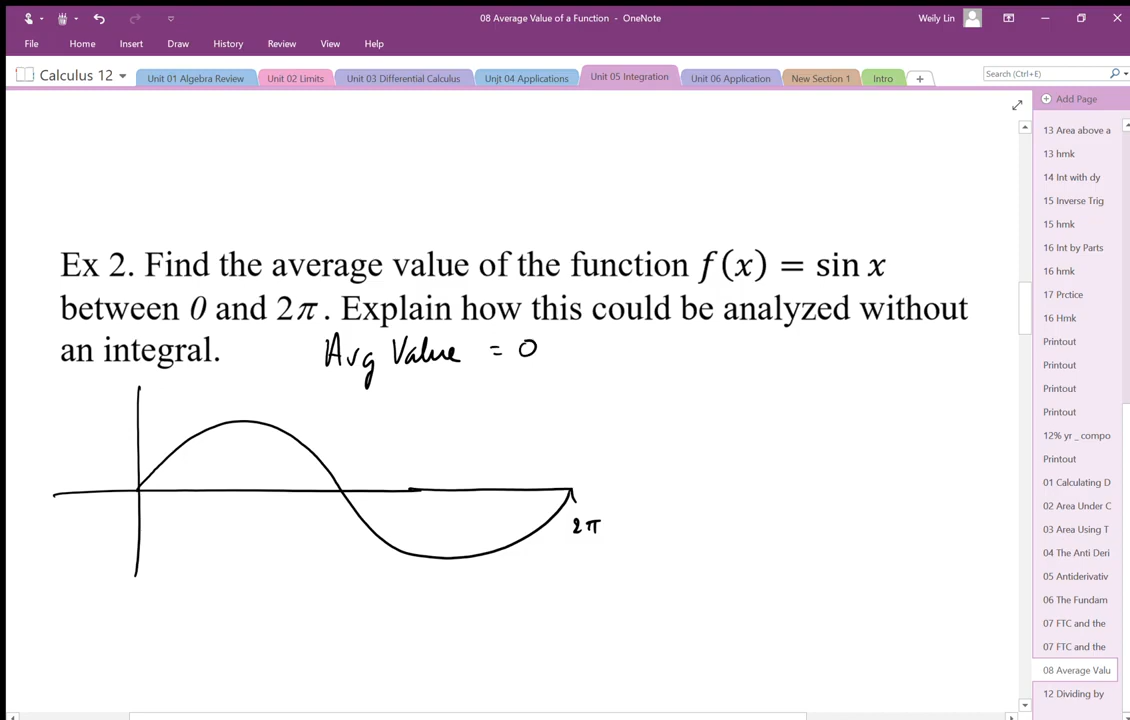 08 Average Value of a Function - OneNote
Weily Lin
File Home Insert Draw History Review View Help
Calculus 12
Unit 01 Algebra Review
Unit 02 Limits
Unit 03 Differential Calculus
Unit 04 Applications
Unit 05 Integration
Unit 06 Application
New Section 1
Intro
+
Search (Ctrl+E)
Add Page
13 Area above a
13 hmk
14 Int with dy
15 Inverse Trig
15 hmk
16 Int by Parts
16 hmk
17 Prctice
16 Hmk
Printout
Printout
Printout
Printout
12% yr _ compo
Printout
01 Calculating D
02 Area Under C
03 Area Using T
04 The Anti Deri
05 Antiderivativ
06 The Fundam
07 FTC and the
07 FTC and the
08 Average Valu
12 Dividing by
Ex 2. Find the average value of the function f(x) = sin x
between 0 and 2π. Explain how this could be analyzed without
an integral.
Avg Value = 0
2π